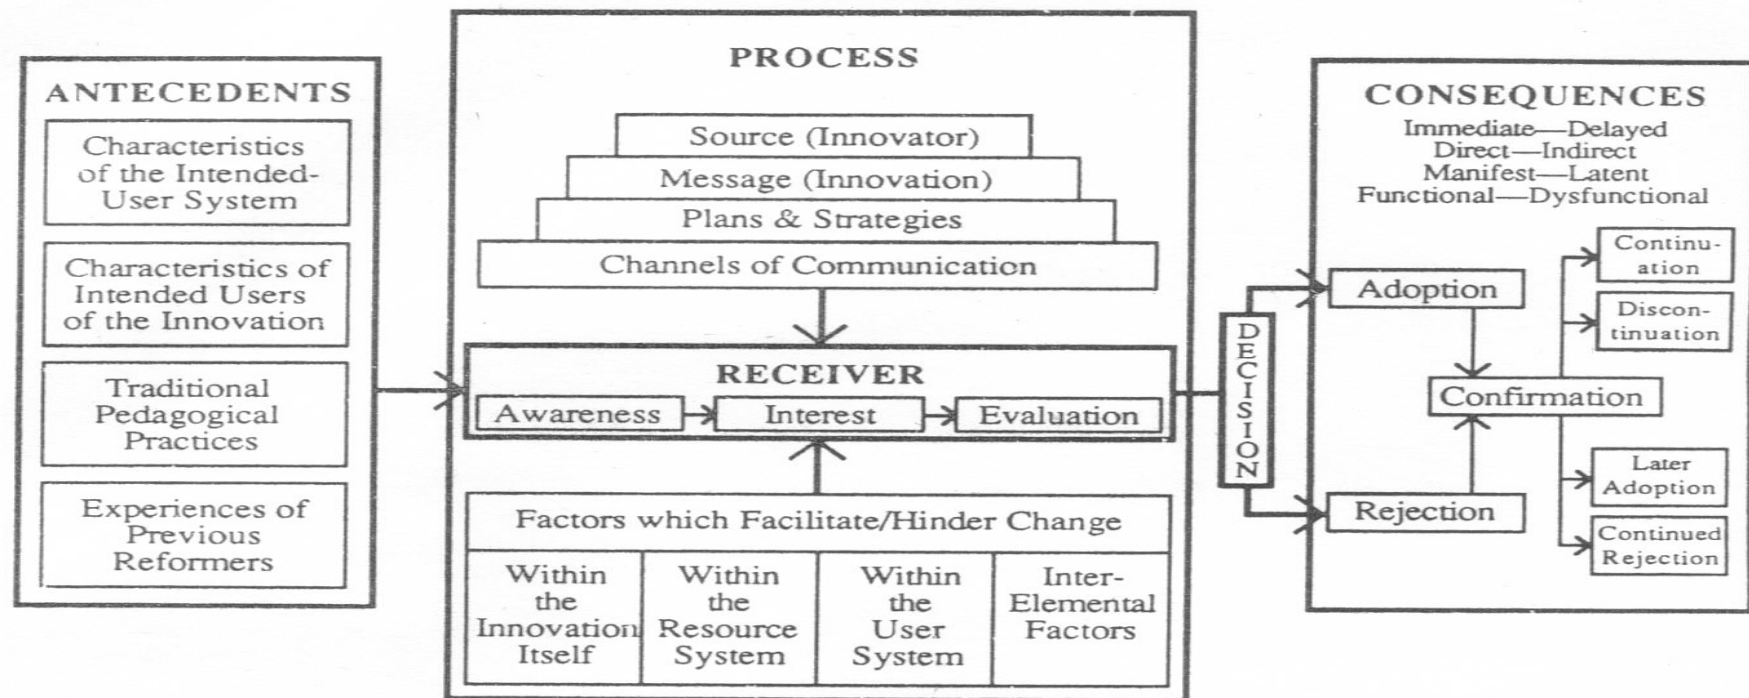 ANTECEDENTS
Characteristics
of the Intended-
User System
Characteristics of
Intended Users
of the Innovation
Traditional
Pedagogical
Practices
Experiences of
Previous
Reformers
PROCESS
Source (Innovator)
Message (Innovation)
Plans & Strategies
Channels of Communication
RECEIVER
Awareness
Interest
Evaluation
Factors which Facilitate/Hinder Change
Within
the
Innovation
Itself
Within
the
Resource
System
Within
the
User
System
Inter-
Elemental
Factors
DECISION
CONSEQUENCES
Immediate—Delayed
Direct—Indirect
Manifest—Latent
Functional—Dysfunctional
Adoption
Confirmation
Rejection
Continu-
ation
Discon-
tinuation
Later
Adoption
Continued
Rejection